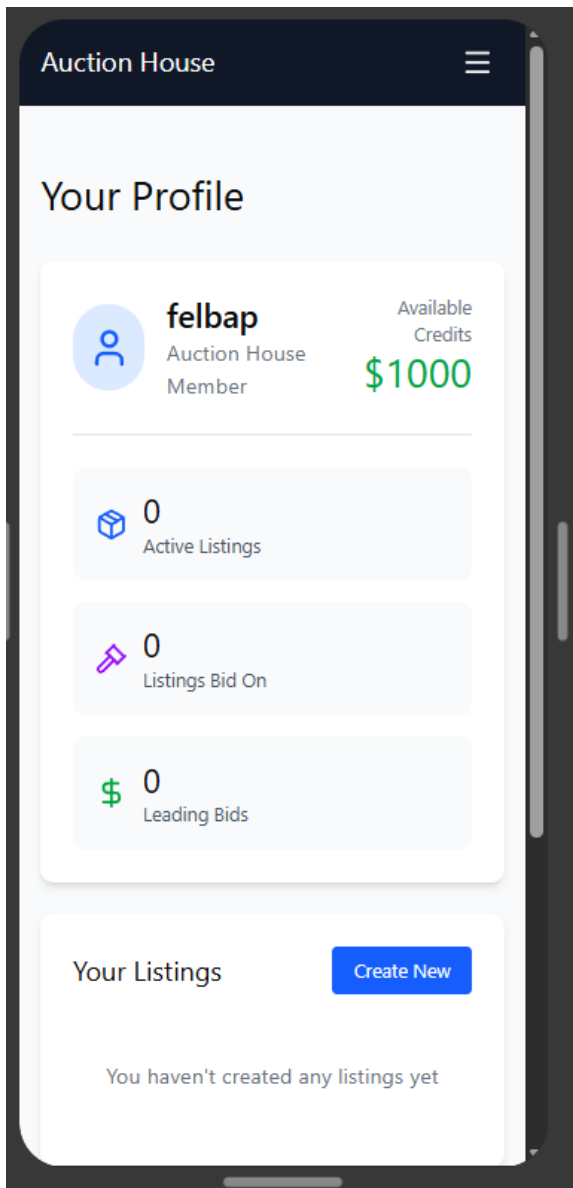 Auction House
Your Profile
felbap
Auction House
Member
Available
Credits
$1000
0
Active Listings
0
Listings Bid On
0
Leading Bids
Your Listings
Create New
You haven't created any listings yet